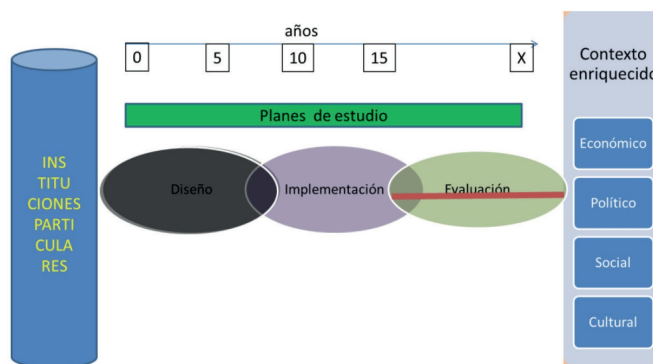 años
0
5
10
15
X
Planes de estudio
INS
TITU
CIONES
PARTI
CULA
RES
Diseño
Implementación
Evaluación
Contexto
enriquecido
Económico
Político
Social
Cultural